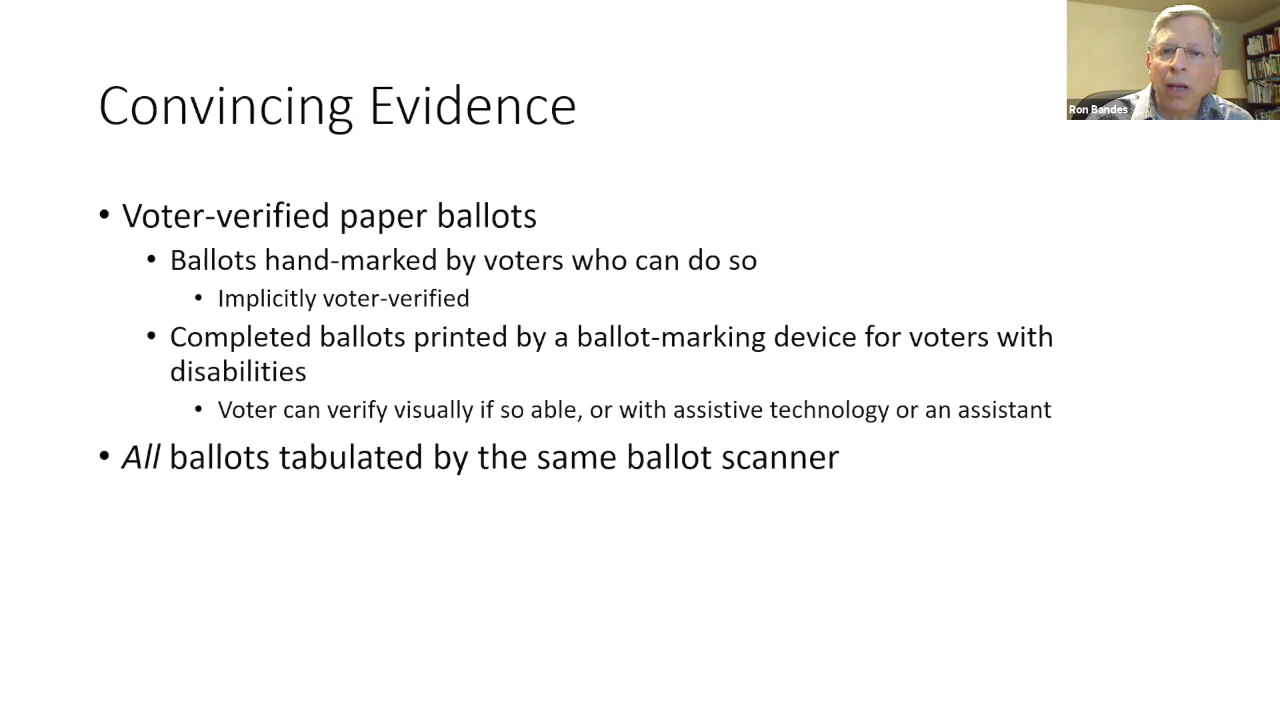 Convincing Evidence
Ron Bandes
• Voter-verified paper ballots
• Ballots hand-marked by voters who can do so
• Implicitly voter-verified
• Completed ballots printed by a ballot-marking device for voters with
disabilities
• Voter can verify visually if so able, or with assistive technology or an assistant
• All ballots tabulated by the same ballot scanner